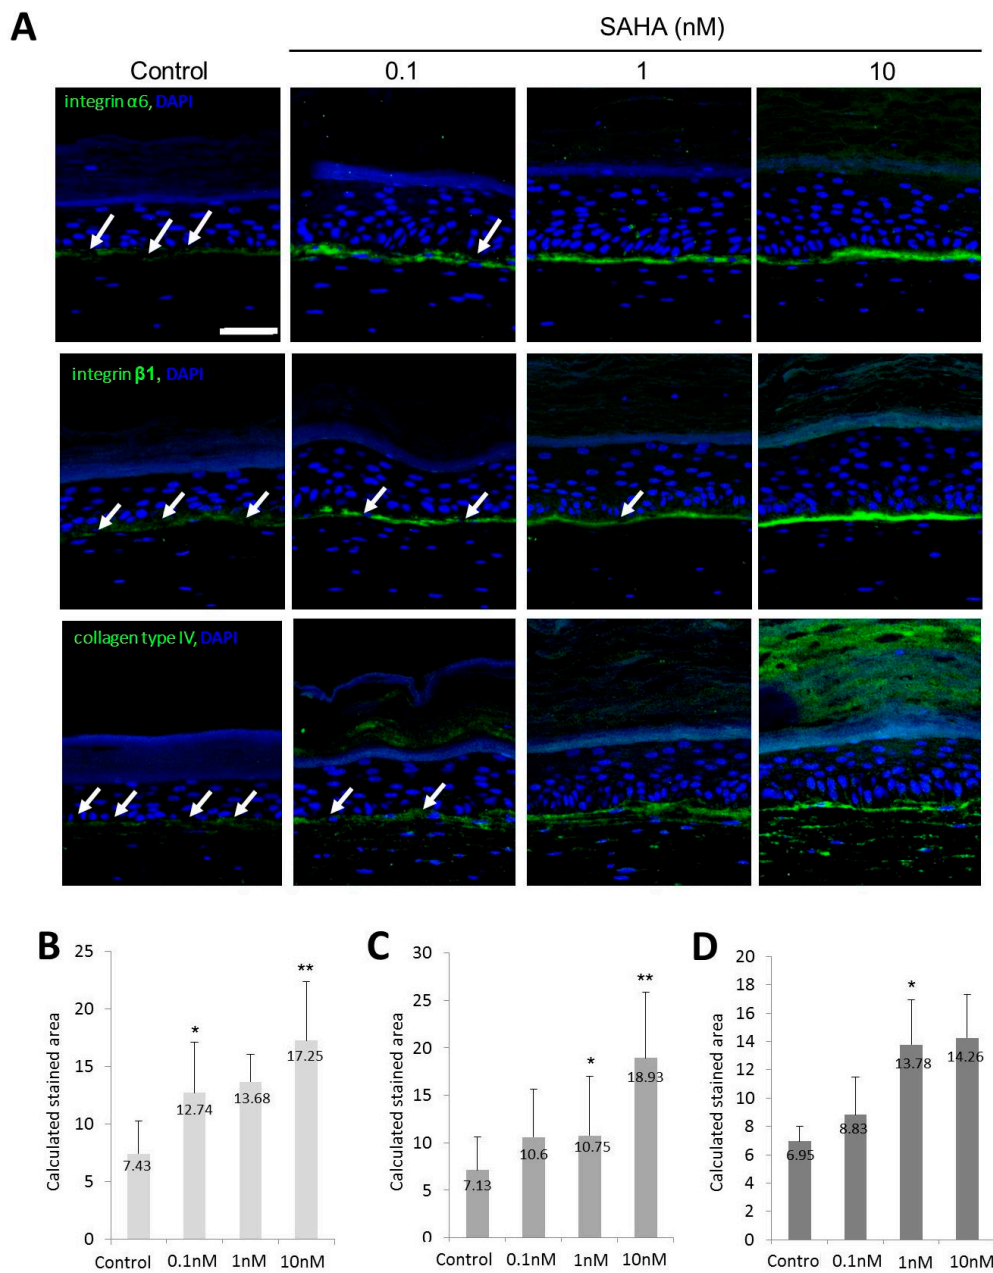 A
SAHA (nM)
Control 0.1 1 10
integrin α6, DAPI
integrin β1, DAPI
collagen type IV, DAPI
B
Calculated stained area
25
20
15
10
5
0
7.43
*
12.74
13.68
**
17.25
Control 0.1nM 1nM 10nM
C
Calculated stained area
30
25
20
15
10
5
0
7.13
10.6
*
10.75
**
18.93
Control 0.1nM 1nM 10nM
D
Calculated stained area
20
18
16
14
12
10
8
6
4
2
0
6.95
8.83
*
13.78
14.26
Contro 0.1nM 1nM 10nM